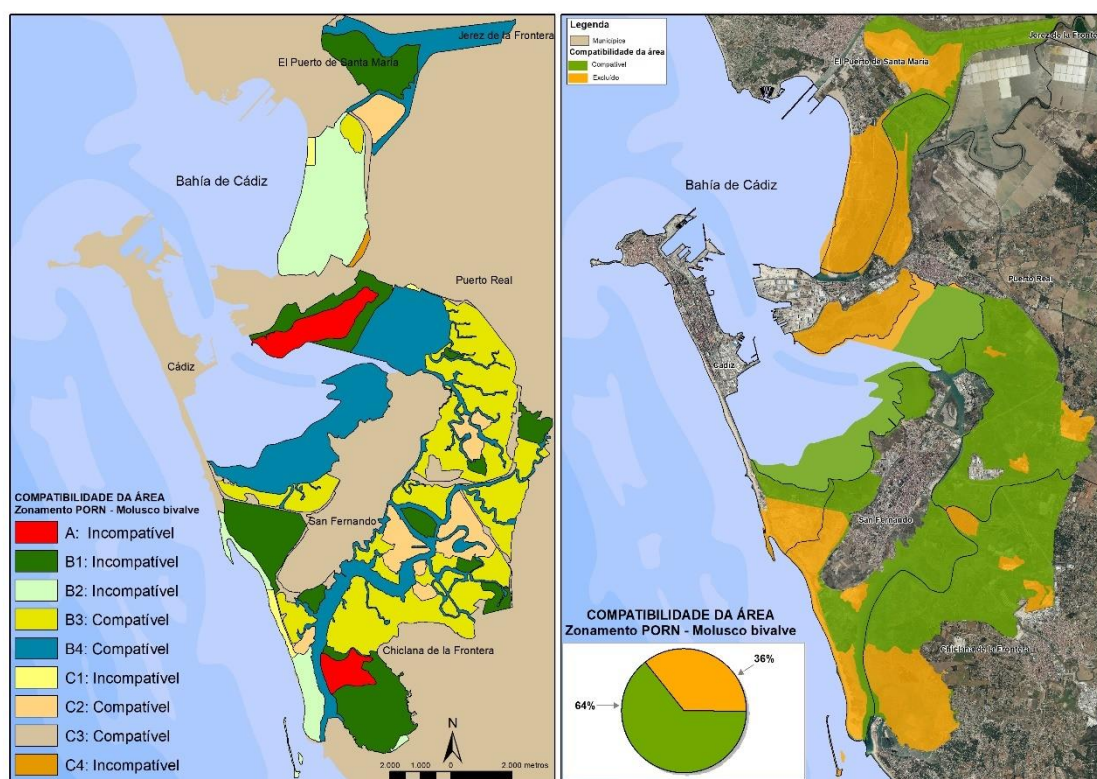 Jerez de la Frontera
El Puerto de Santa María
Bahía de Cádiz
Puerto Real
Cádiz
San Fernando
Chiclana de la Frontera
COMPATIBILIDADE DA ÁREA
Zonamento PORN - Molusco bivalve
A: Incompatível
B1: Incompatível
B2: Incompatível
B3: Compatível
B4: Compatível
C1: Incompatível
C2: Compatível
C3: Compatível
C4: Incompatível
N
2.000 1.000 0 2.000 metros
Legenda
Municípios
Compatibilidade da área
Compatível
Excluído
Jerez de la Frontera
El Puerto de Santa María
Bahía de Cádiz
Puerto Real
Cádiz
San Fernando
Chiclana de la Frontera
COMPATIBILIDADE DA ÁREA
Zonamento PORN - Molusco bivalve
36%
64%